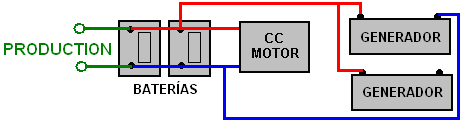 PRODUCTION
BATERÍAS
CC
MOTOR
GENERADOR
GENERADOR